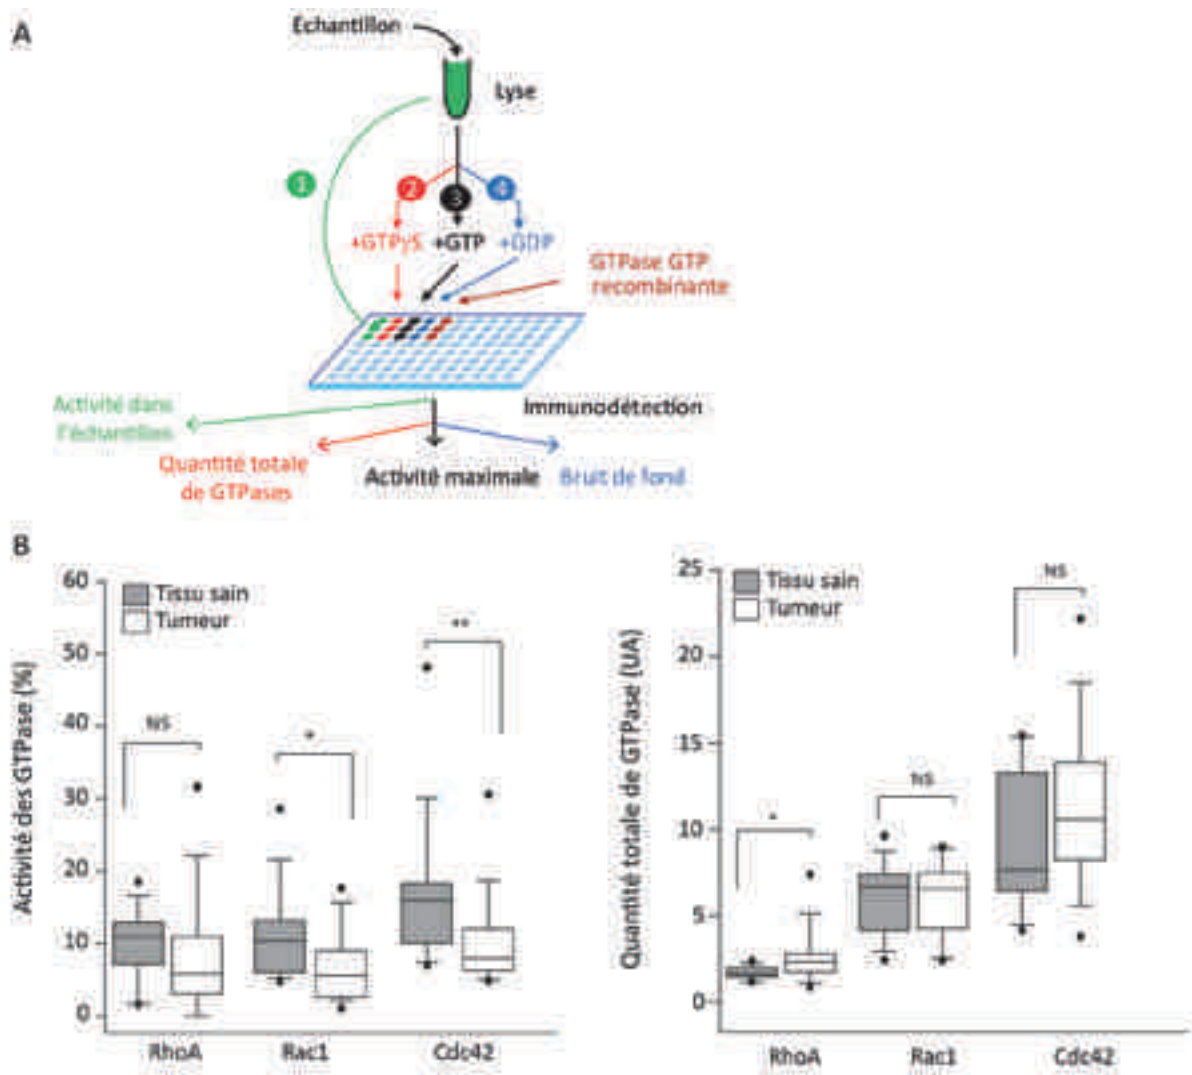 A
Échantillon
Lyse
1
2
3
4
+GTPγS +GTP +GDP
GTPase GTP
recombinante
Immunodétection
Activité dans
l'échantillon
Quantité totale
de GTPases
Activité maximale
Bruit de fond
B
Activité des GTPase (%)
60
50
40
30
20
10
0
Tissu sain
Tumeur
NS
*
**
RhoA
Rac1
Cdc42
Quantité totale de GTPase (UA)
25
20
15
10
5
0
Tissu sain
Tumeur
*
NS
NS
RhoA
Rac1
Cdc42